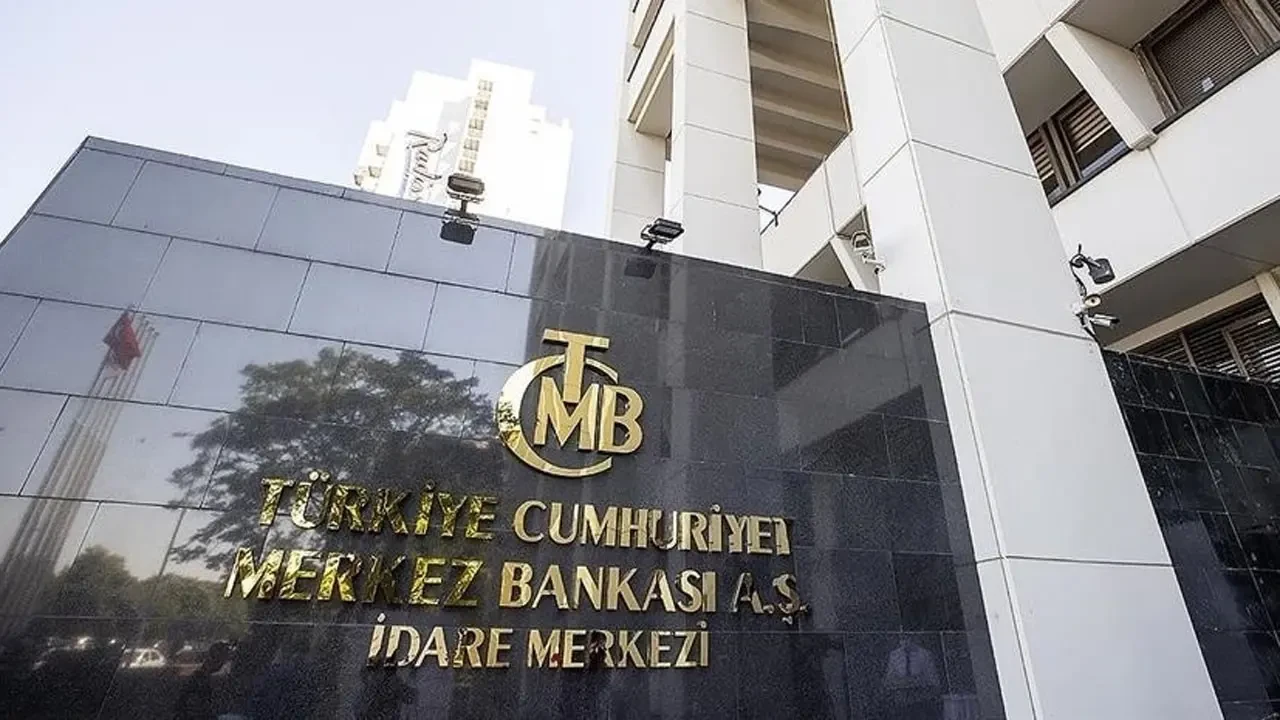 TCMB
TÜRKİYE CUMHURİYET
MERKEZ BANKASI A.Ş.
İDARE MERKEZİ